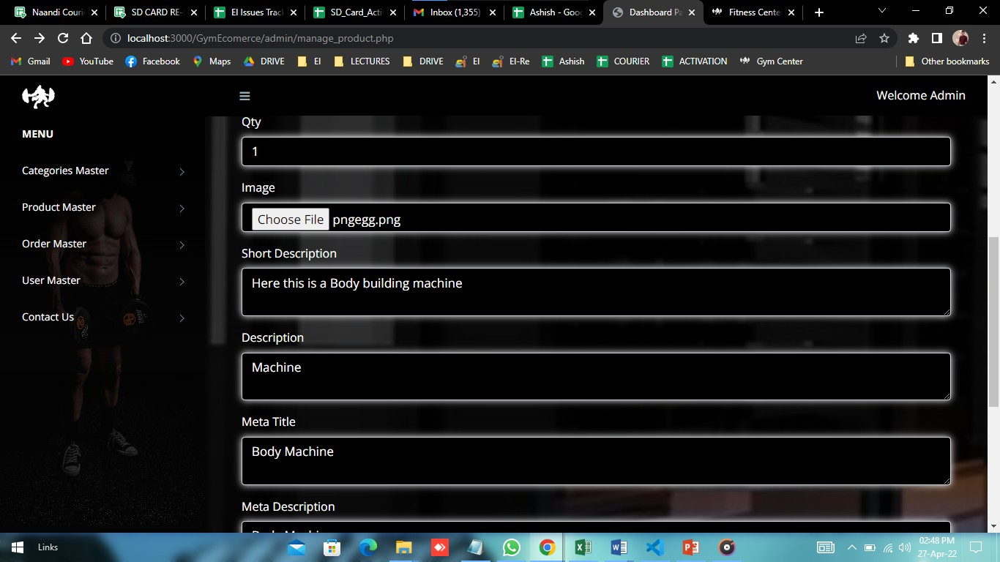 Naandi Couri
SD CARD RE-
EI Issues Trac
SD_Card_Acti
Inbox (1,355)
Ashish - Goo
Dashboard Pa
Fitness Cente
localhost:3000/GymEcomerce/admin/manage_product.php
Gmail
YouTube
Facebook
Maps
DRIVE
EI
LECTURES
DRIVE
EI
EI-Re
Ashish
COURIER
ACTIVATION
Gym Center
Other bookmarks
Welcome Admin
MENU
Categories Master
Product Master
Order Master
User Master
Contact Us
Qty
1
Image
Choose File pngegg.png
Short Description
Here this is a Body building machine
Description
Machine
Meta Title
Body Machine
Meta Description
Links
02:48 PM
27-Apr-22